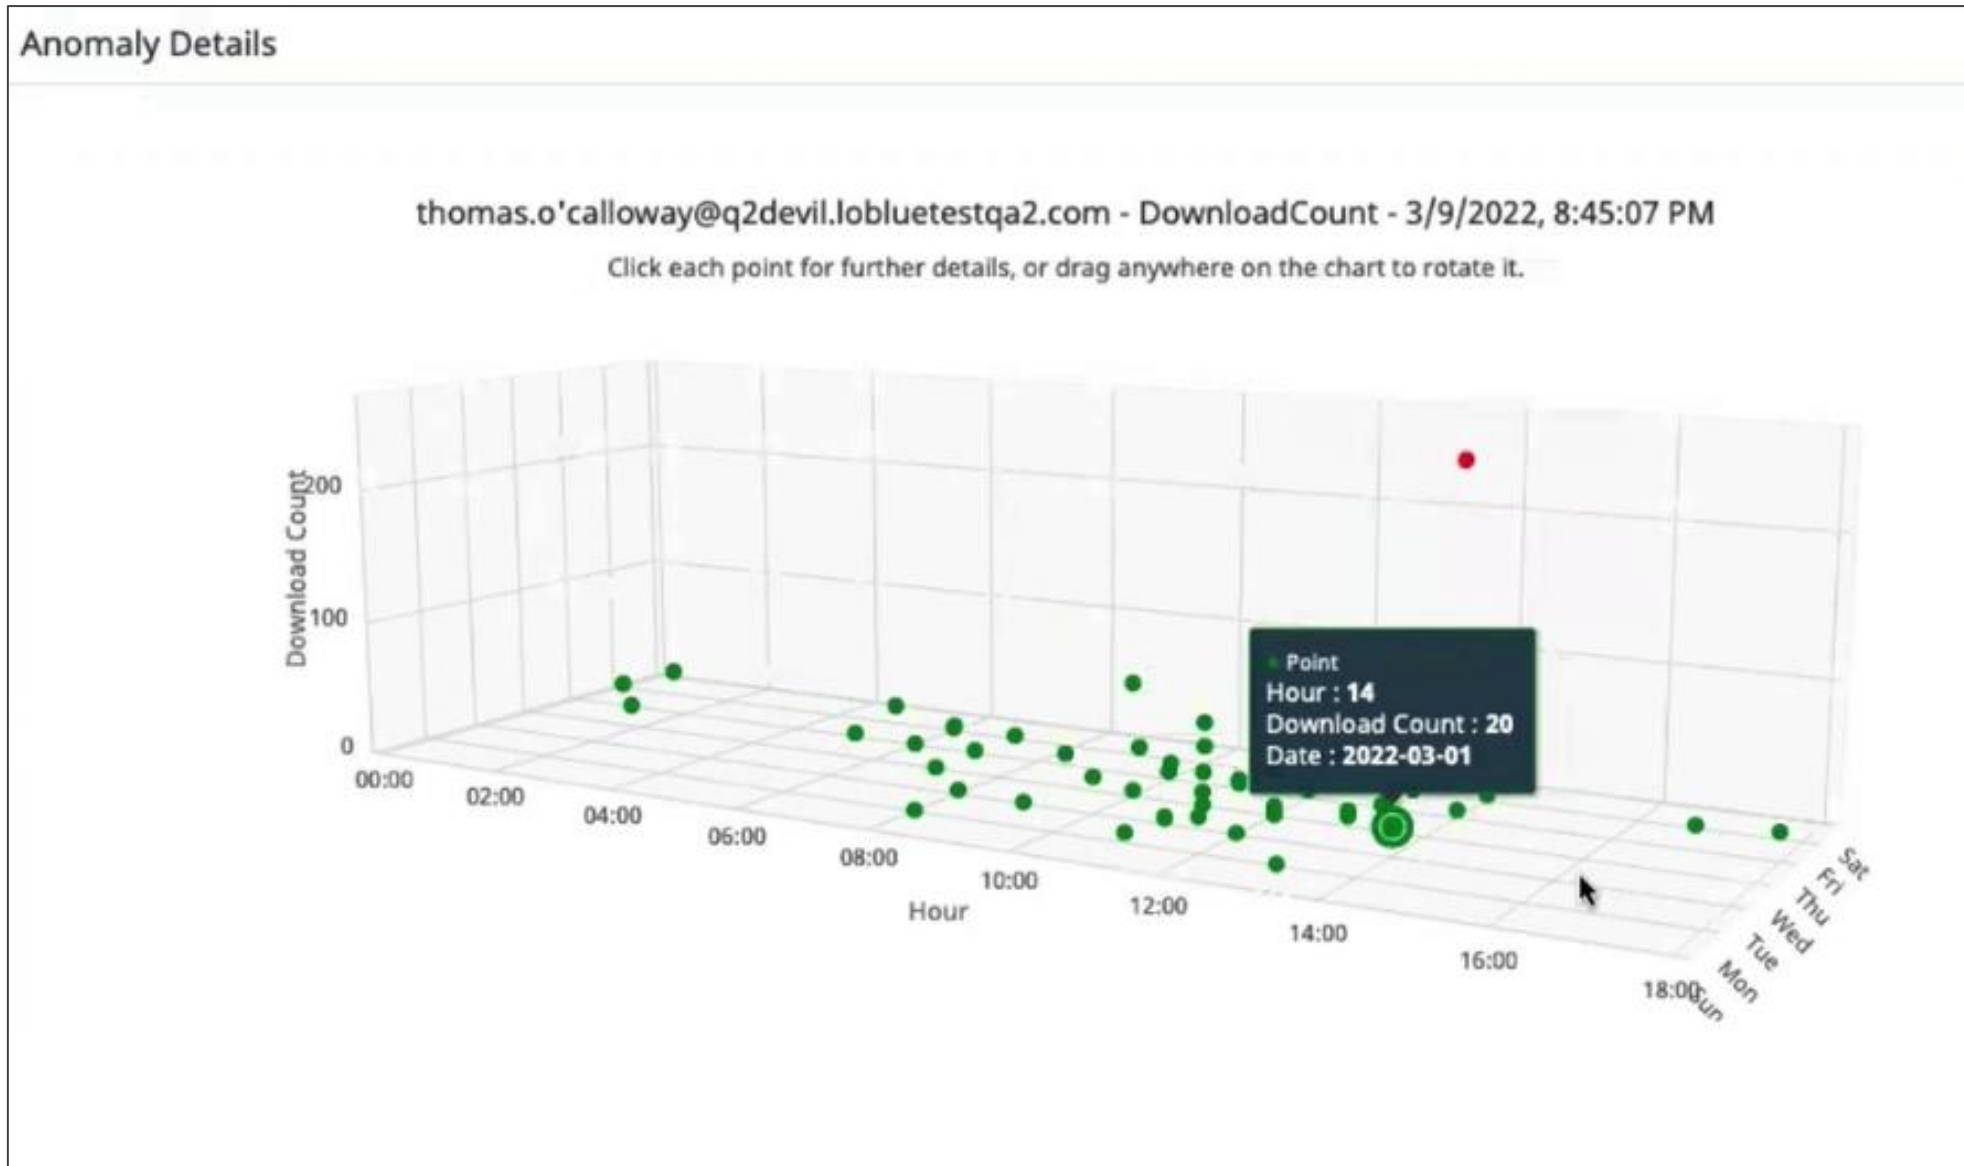 Anomaly Details
thomas.o'calloway@q2devil.lobluetestqa2.com - DownloadCount - 3/9/2022, 8:45:07 PM
Click each point for further details, or drag anywhere on the chart to rotate it.
Download Count
200
100
0
Point
Hour : 14
Download Count : 20
Date : 2022-03-01
00:00
02:00
04:00
06:00
08:00
10:00
12:00
14:00
16:00
18:00
Hour
Sat
Fri
Thu
Wed
Tue
Mon
Sun